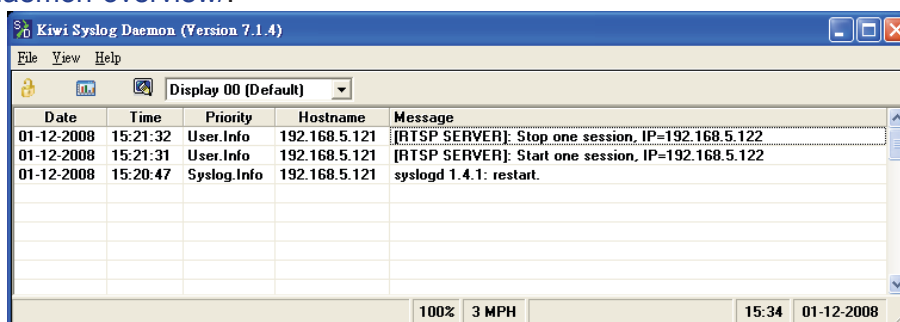 daemon-overview/.
Kiwi Syslog Daemon (Version 7.1.4)
File View Help
Display 00 (Default)
Date Time Priority Hostname Message
01-12-2008 15:21:32 User.Info 192.168.5.121 [RTSP SERVER]: Stop one session, IP=192.168.5.122
01-12-2008 15:21:31 User.Info 192.168.5.121 [RTSP SERVER]: Start one session, IP=192.168.5.122
01-12-2008 15:20:47 Syslog.Info 192.168.5.121 syslogd 1.4.1: restart.
100% 3 MPH 15:34 01-12-2008